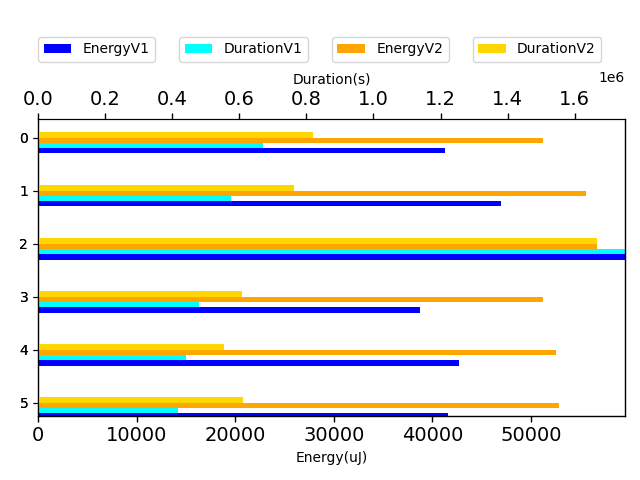 EnergyV1 DurationV1 EnergyV2 DurationV2
Duration(s)
1e6
0.0 0.2 0.4 0.6 0.8 1.0 1.2 1.4 1.6
0
1
2
3
4
5
0 10000 20000 30000 40000 50000
Energy(uJ)